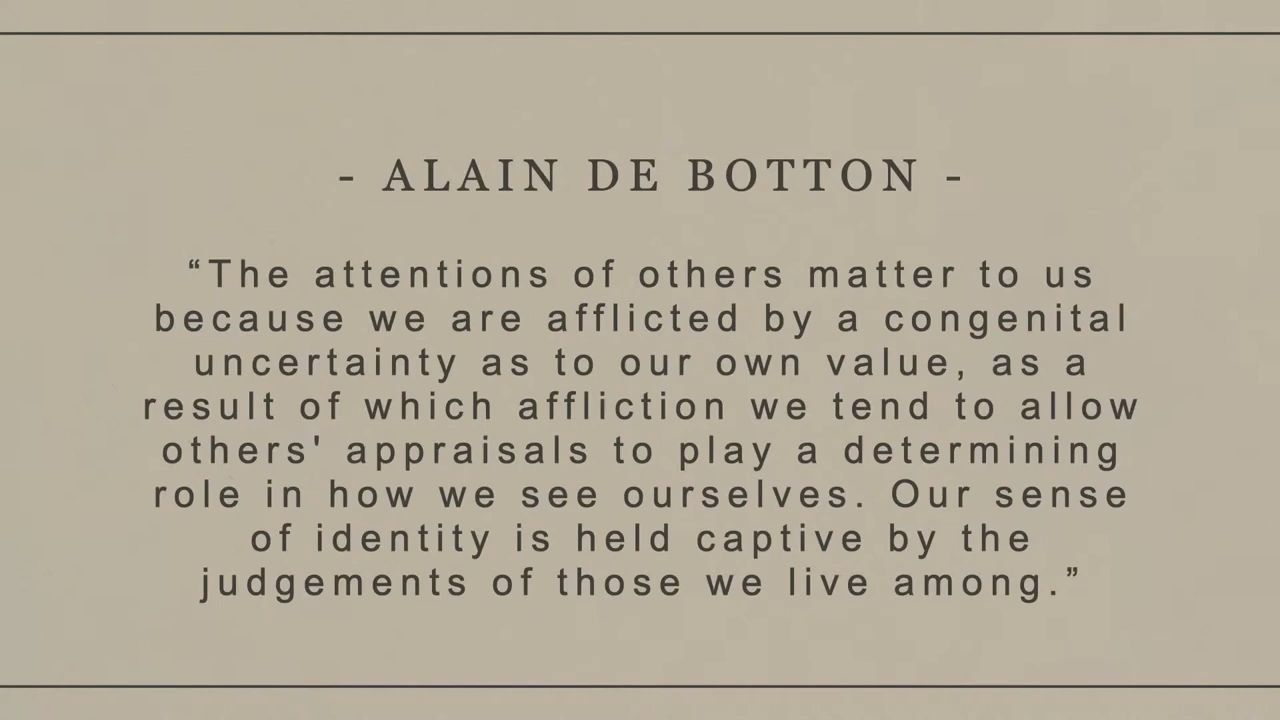 - ALAIN DE BOTTON -
“The attentions of others matter to us
because we are afflicted by a congenital
uncertainty as to our own value, as a
result of which affliction we tend to allow
others' appraisals to play a determining
role in how we see ourselves. Our sense
of identity is held captive by the
judgements of those we live among.”